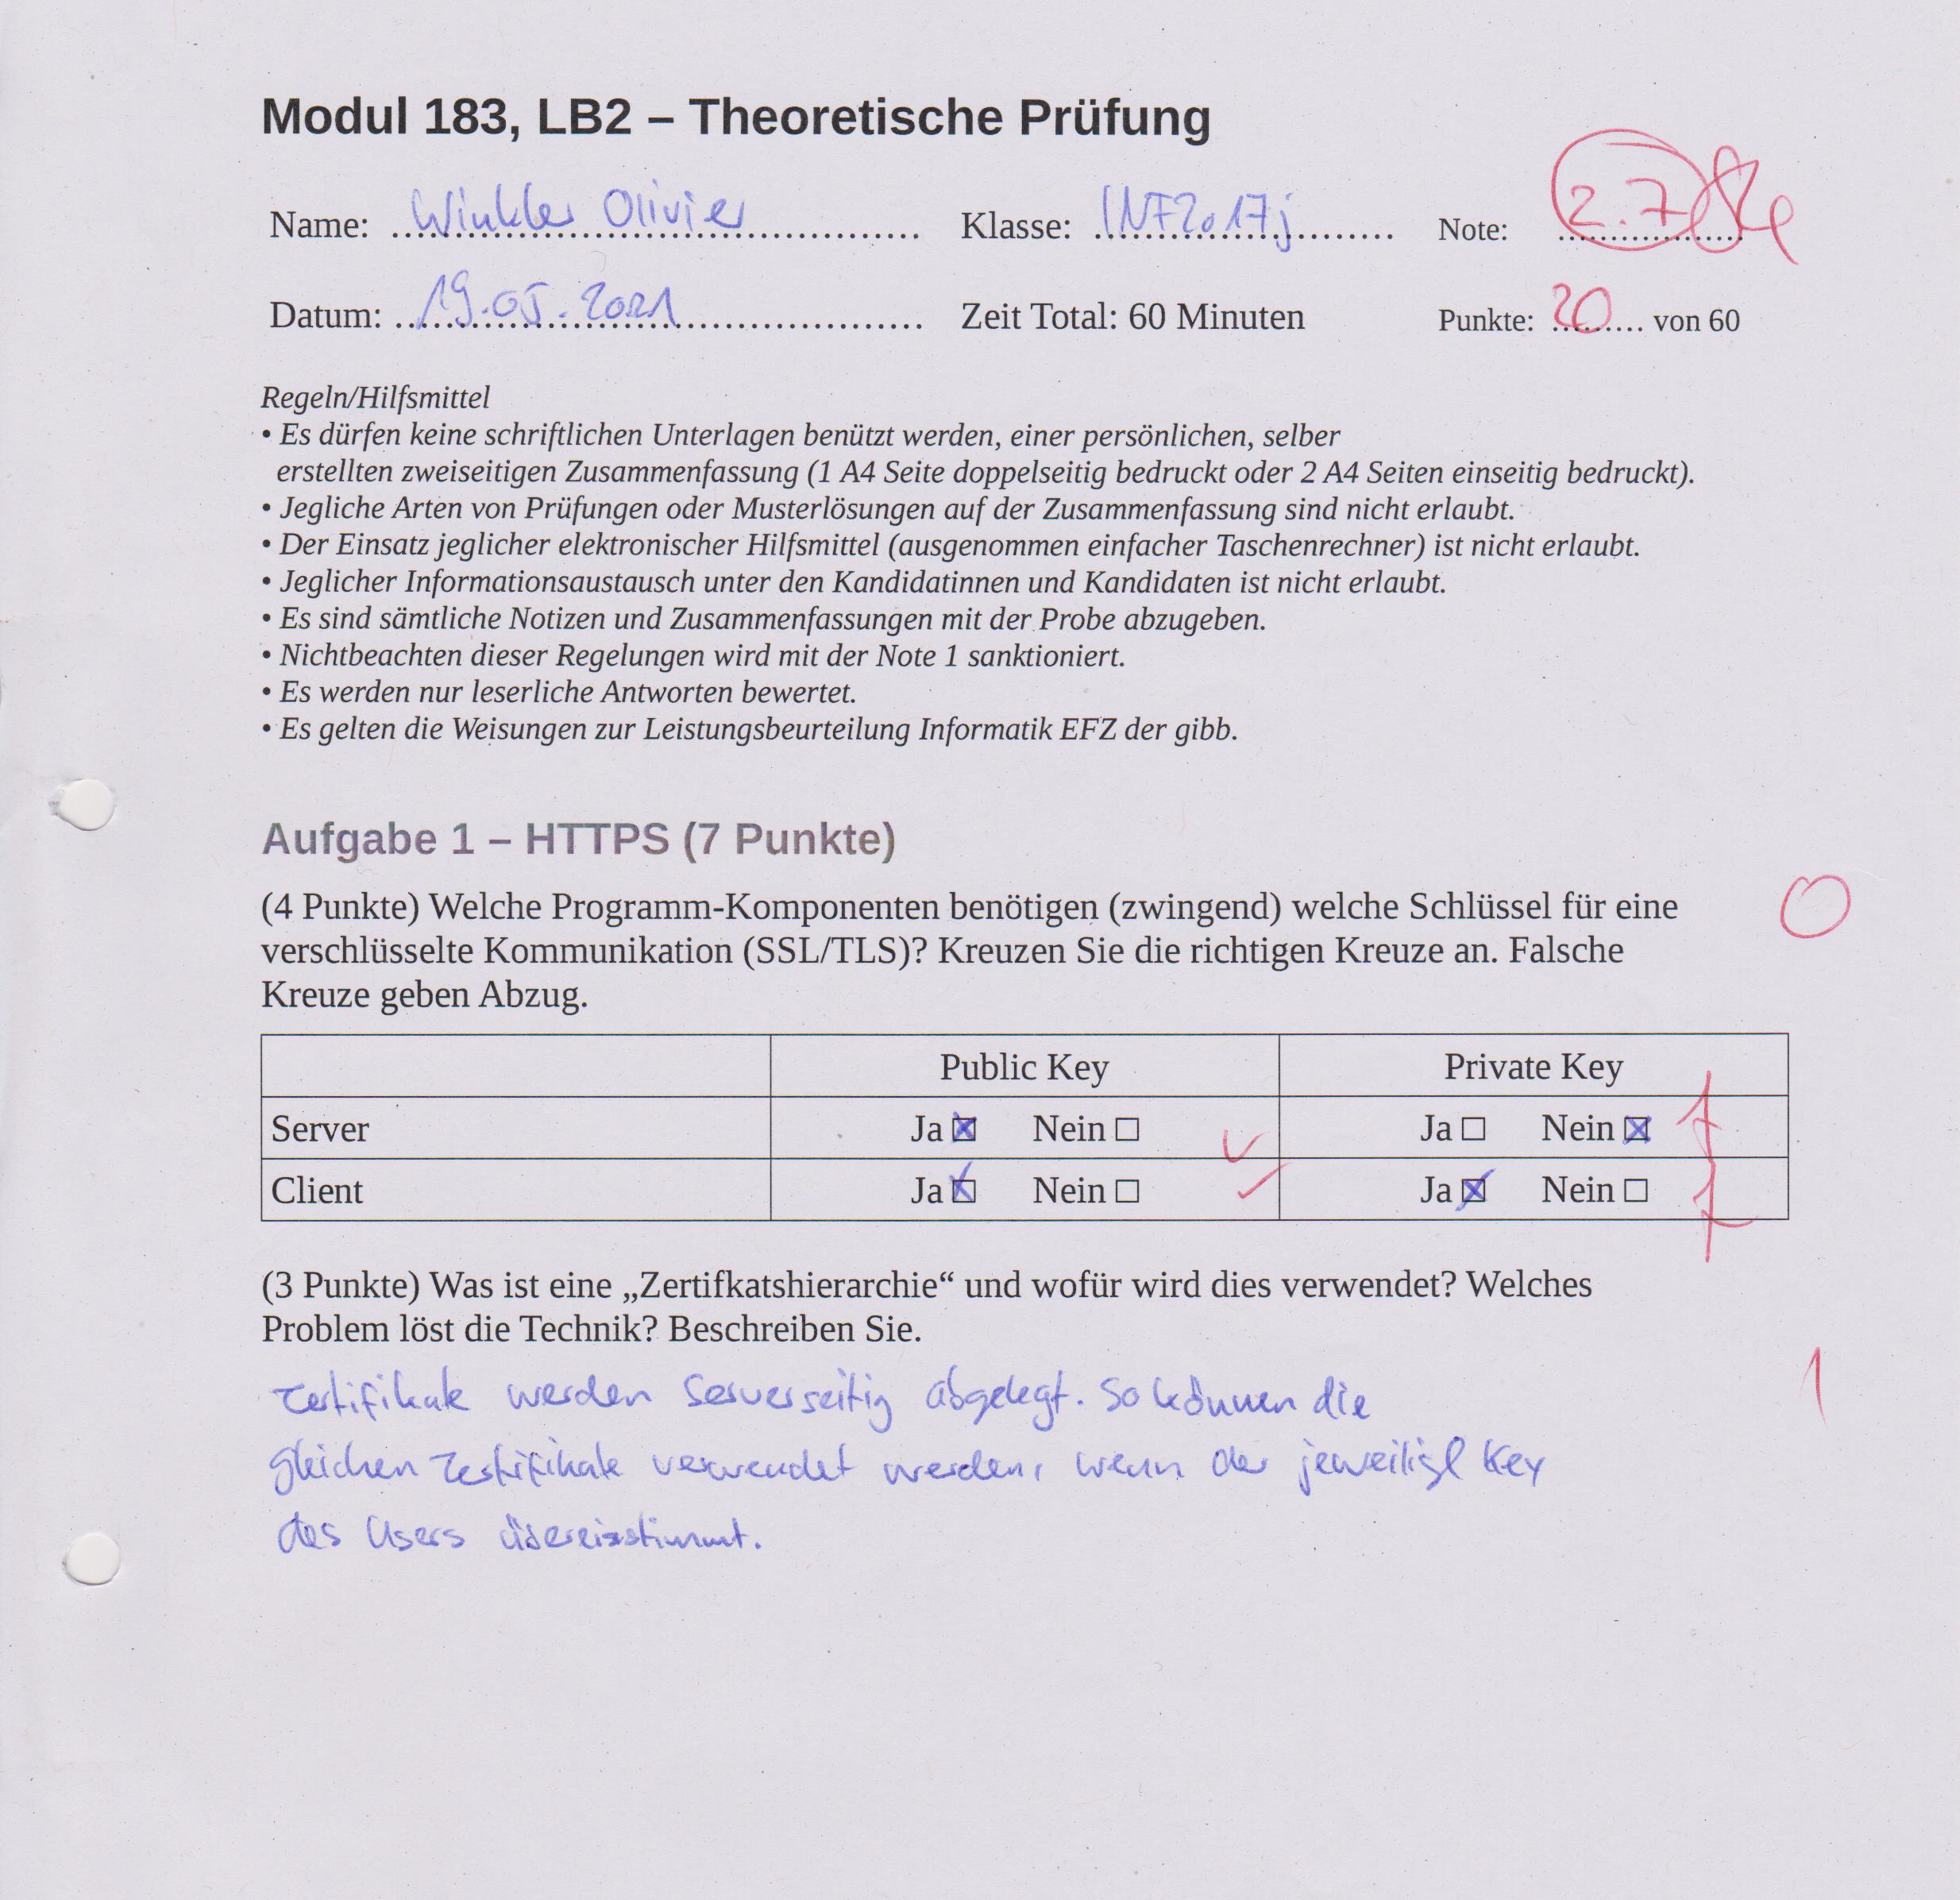 Modul 183, LB2 – Theoretische Prüfung
Name: Winkler Olivier Klasse: INF2017j Note: 2.7
Datum: 19.05.2021 Zeit Total: 60 Minuten Punkte: 20 von 60
Regeln/Hilfsmittel
• Es dürfen keine schriftlichen Unterlagen benützt werden, einer persönlichen, selber
erstellten zweiseitigen Zusammenfassung (1 A4 Seite doppelseitig bedruckt oder 2 A4 Seiten einseitig bedruckt).
• Jegliche Arten von Prüfungen oder Musterlösungen auf der Zusammenfassung sind nicht erlaubt.
• Der Einsatz jeglicher elektronischer Hilfsmittel (ausgenommen einfacher Taschenrechner) ist nicht erlaubt.
• Jeglicher Informationsaustausch unter den Kandidatinnen und Kandidaten ist nicht erlaubt.
• Es sind sämtliche Notizen und Zusammenfassungen mit der Probe abzugeben.
• Nichtbeachten dieser Regelungen wird mit der Note 1 sanktioniert.
• Es werden nur leserliche Antworten bewertet.
• Es gelten die Weisungen zur Leistungsbeurteilung Informatik EFZ der gibb.
Aufgabe 1 – HTTPS (7 Punkte)
(4 Punkte) Welche Programm-Komponenten benötigen (zwingend) welche Schlüssel für eine 0
verschlüsselte Kommunikation (SSL/TLS)? Kreuzen Sie die richtigen Kreuze an. Falsche
Kreuze geben Abzug.
Public Key Private Key
Server Ja ☒ Nein ☐ Ja ☐ Nein ☒
Client Ja ☒ Nein ☐ Ja ☒ Nein ☐
(3 Punkte) Was ist eine „Zertifkatshierarchie“ und wofür wird dies verwendet? Welches
Problem löst die Technik? Beschreiben Sie.
Zertifikate werden Serverseitig abgelegt. So können die 1
gleichen Zertifikate verwendet werden, wenn der jeweilige Key
des Users übereinstimmt.